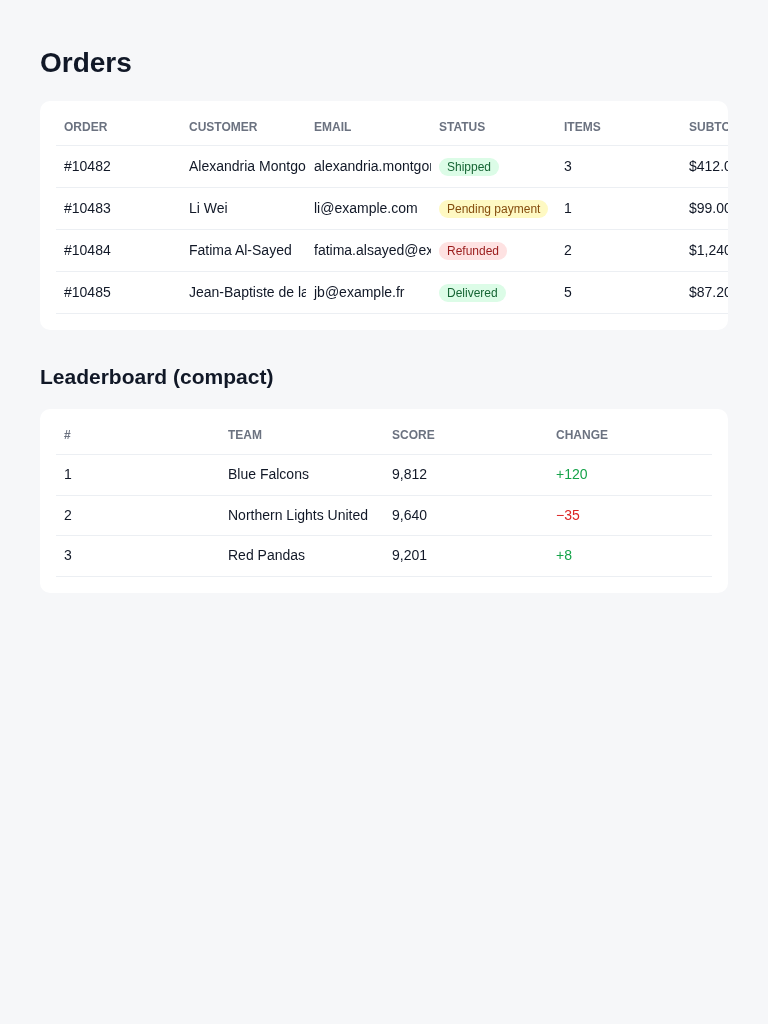 Orders
ORDER CUSTOMER EMAIL STATUS ITEMS SUBTO
#10482 Alexandria Montgo alexandria.montgo Shipped 3 $412.0
#10483 Li Wei li@example.com Pending payment 1 $99.00
#10484 Fatima Al-Sayed fatima.alsayed@ex Refunded 2 $1,240
#10485 Jean-Baptiste de la jb@example.fr Delivered 5 $87.20
Leaderboard (compact)
# TEAM SCORE CHANGE
1 Blue Falcons 9,812 +120
2 Northern Lights United 9,640 −35
3 Red Pandas 9,201 +8